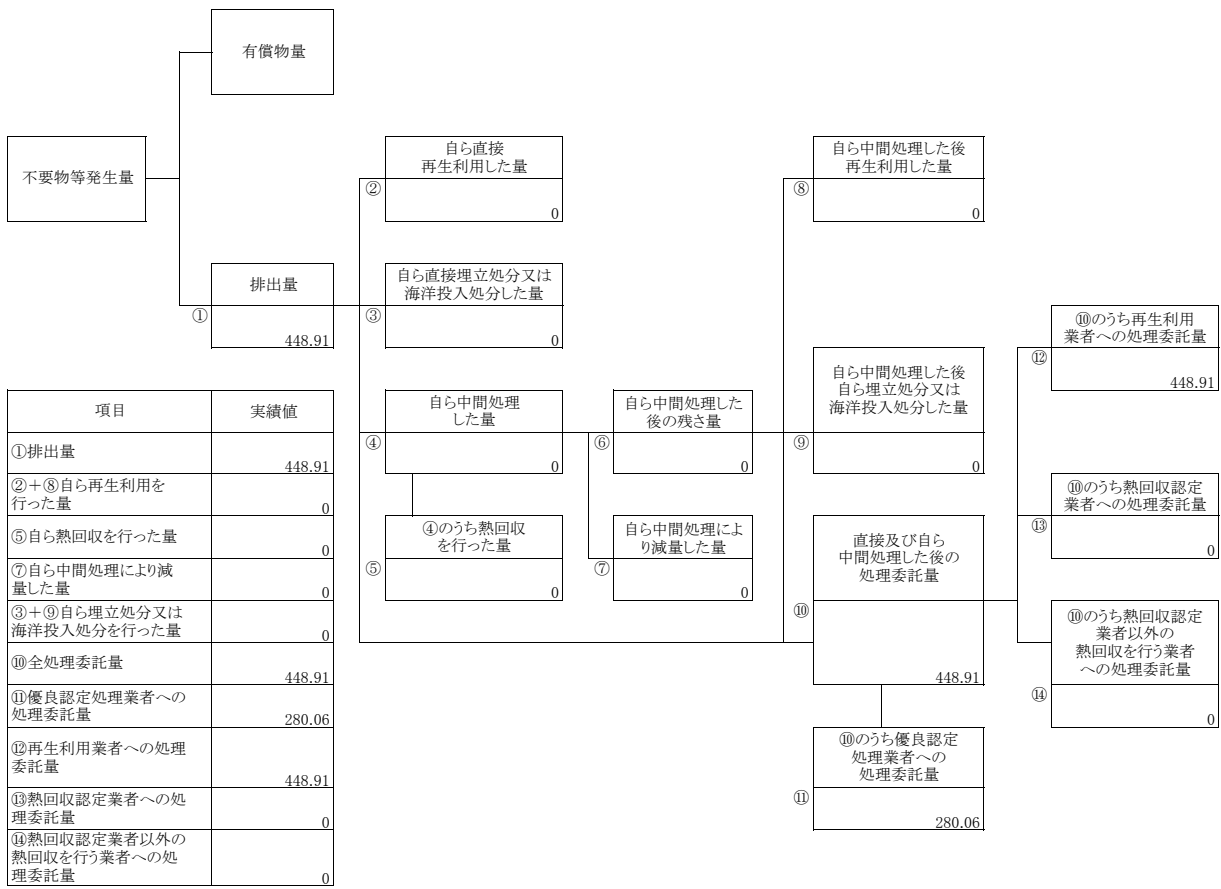 有償物量
不要物等発生量
排出量
①
448.91
自ら直接
再生利用した量
②
0
自ら直接埋立処分又は
海洋投入処分した量
③
0
自ら中間処理
した量
④
0
④のうち熱回収
を行った量
⑤
0
自ら中間処理した
後の残さ量
⑥
0
自ら中間処理によ
り減量した量
⑦
0
自ら中間処理した後
再生利用した量
⑧
0
自ら中間処理した後
自ら埋立処分又は
海洋投入処分した量
⑨
0
直接及び自ら
中間処理した後の
処理委託量
⑩
448.91
⑩のうち優良認定
処理業者への
処理委託量
⑪
280.06
⑩のうち再生利用
業者への処理委託量
⑫
448.91
⑩のうち熱回収認定
業者への処理委託量
⑬
0
⑩のうち熱回収認定
業者以外の
熱回収を行う業者
への処理委託量
⑭
0
項目 実績値
①排出量
448.91
②+⑧自ら再生利用を
行った量
0
⑤自ら熱回収を行った量
0
⑦自ら中間処理により減
量した量
0
③+⑨自ら埋立処分又は
海洋投入処分を行った量
0
⑩全処理委託量
448.91
⑪優良認定処理業者への
処理委託量
280.06
⑫再生利用業者への処理
委託量
448.91
⑬熱回収認定業者への処
理委託量
0
⑭熱回収認定業者以外の
熱回収を行う業者への処
理委託量
0